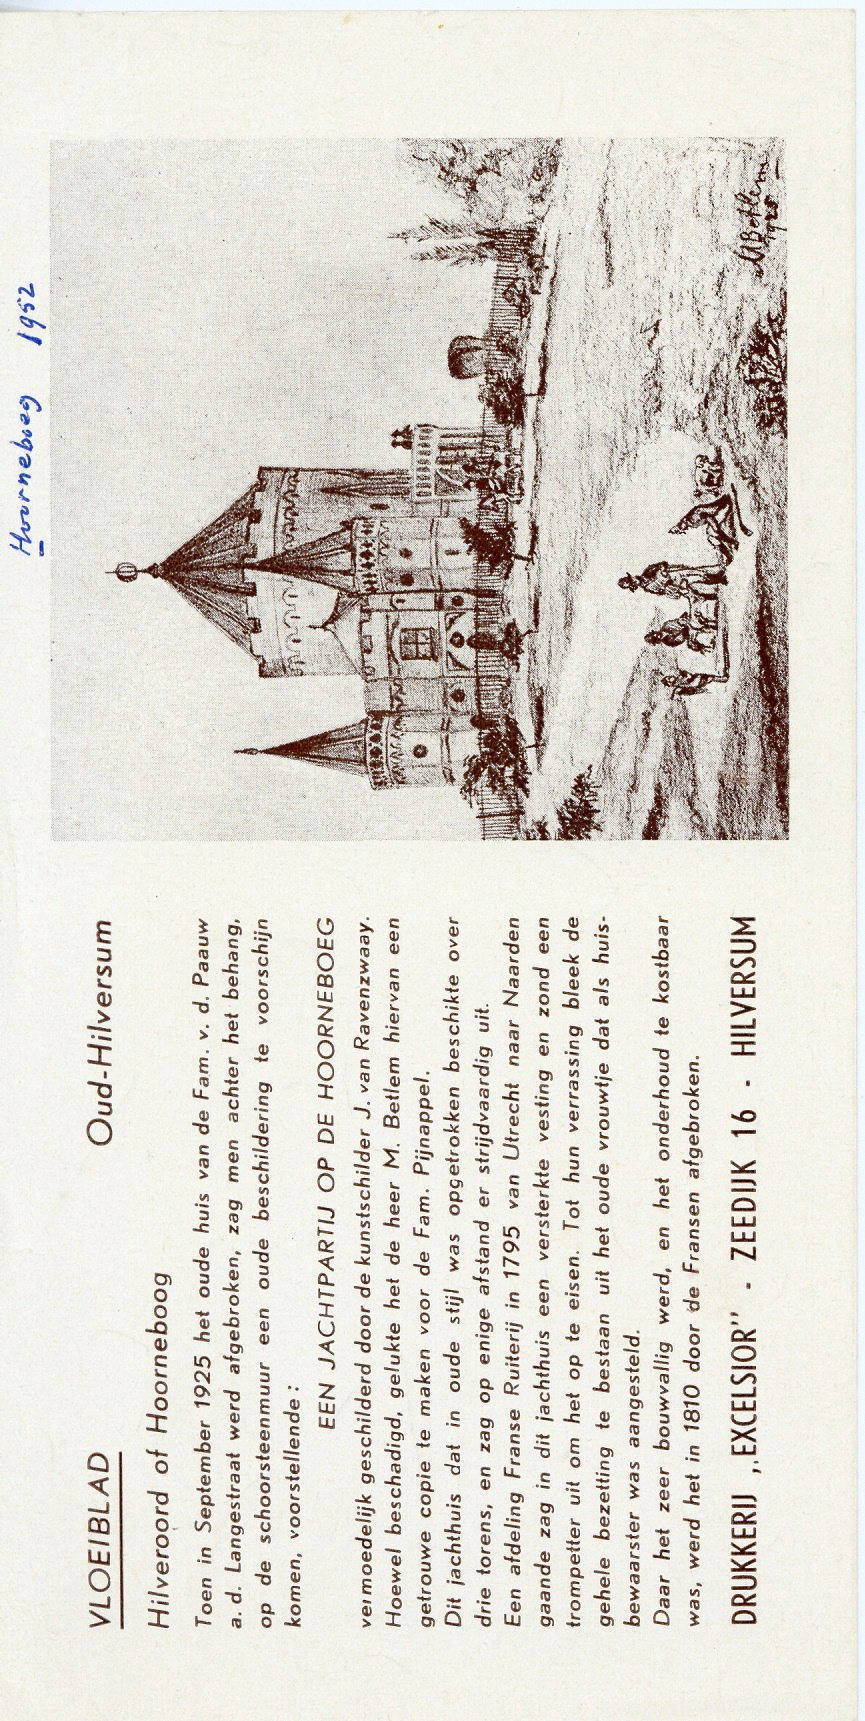 Hoorneboeg 1952
VLOEIBLAD
Oud-Hilversum
Hilveroord of Hoorneboog
Toen in September 1925 het oude huis van de Fam. v. d. Paauw
a. d. Langestraat werd afgebroken, zag men achter het behang,
op de schoorsteenmuur een oude beschildering te voorschijn
komen, voorstellende:
EEN JACHTPARTIJ OP DE HOORNEBOEG
vermoedelijk geschilderd door de kunstschilder J. van Ravenzwaay.
Hoewel beschadigd, gelukte het de heer M. Betlem hiervan een
getrouwe copie te maken voor de Fam. Pijnappel.
Dit jachthuis dat in oude stijl was opgetrokken beschikte over
drie torens, en zag op enige afstand er strijdvaardig uit.
Een afdeling Franse Ruiterij in 1795 van Utrecht naar Naarden
gaande zag in dit jachthuis een versterkte vesting en zond een
trompetter uit om het op te eisen. Tot hun verrassing bleek de
gehele bezetting te bestaan uit het oude vrouwtje dat als huis-
bewaarster was aangesteld.
Daar het zeer bouwvallig werd, en het onderhoud te kostbaar
was, werd het in 1810 door de Fransen afgebroken.
DRUKKERIJ „EXCELSIOR” - ZEEDIJK 16 - HILVERSUM
M Betlem
1925